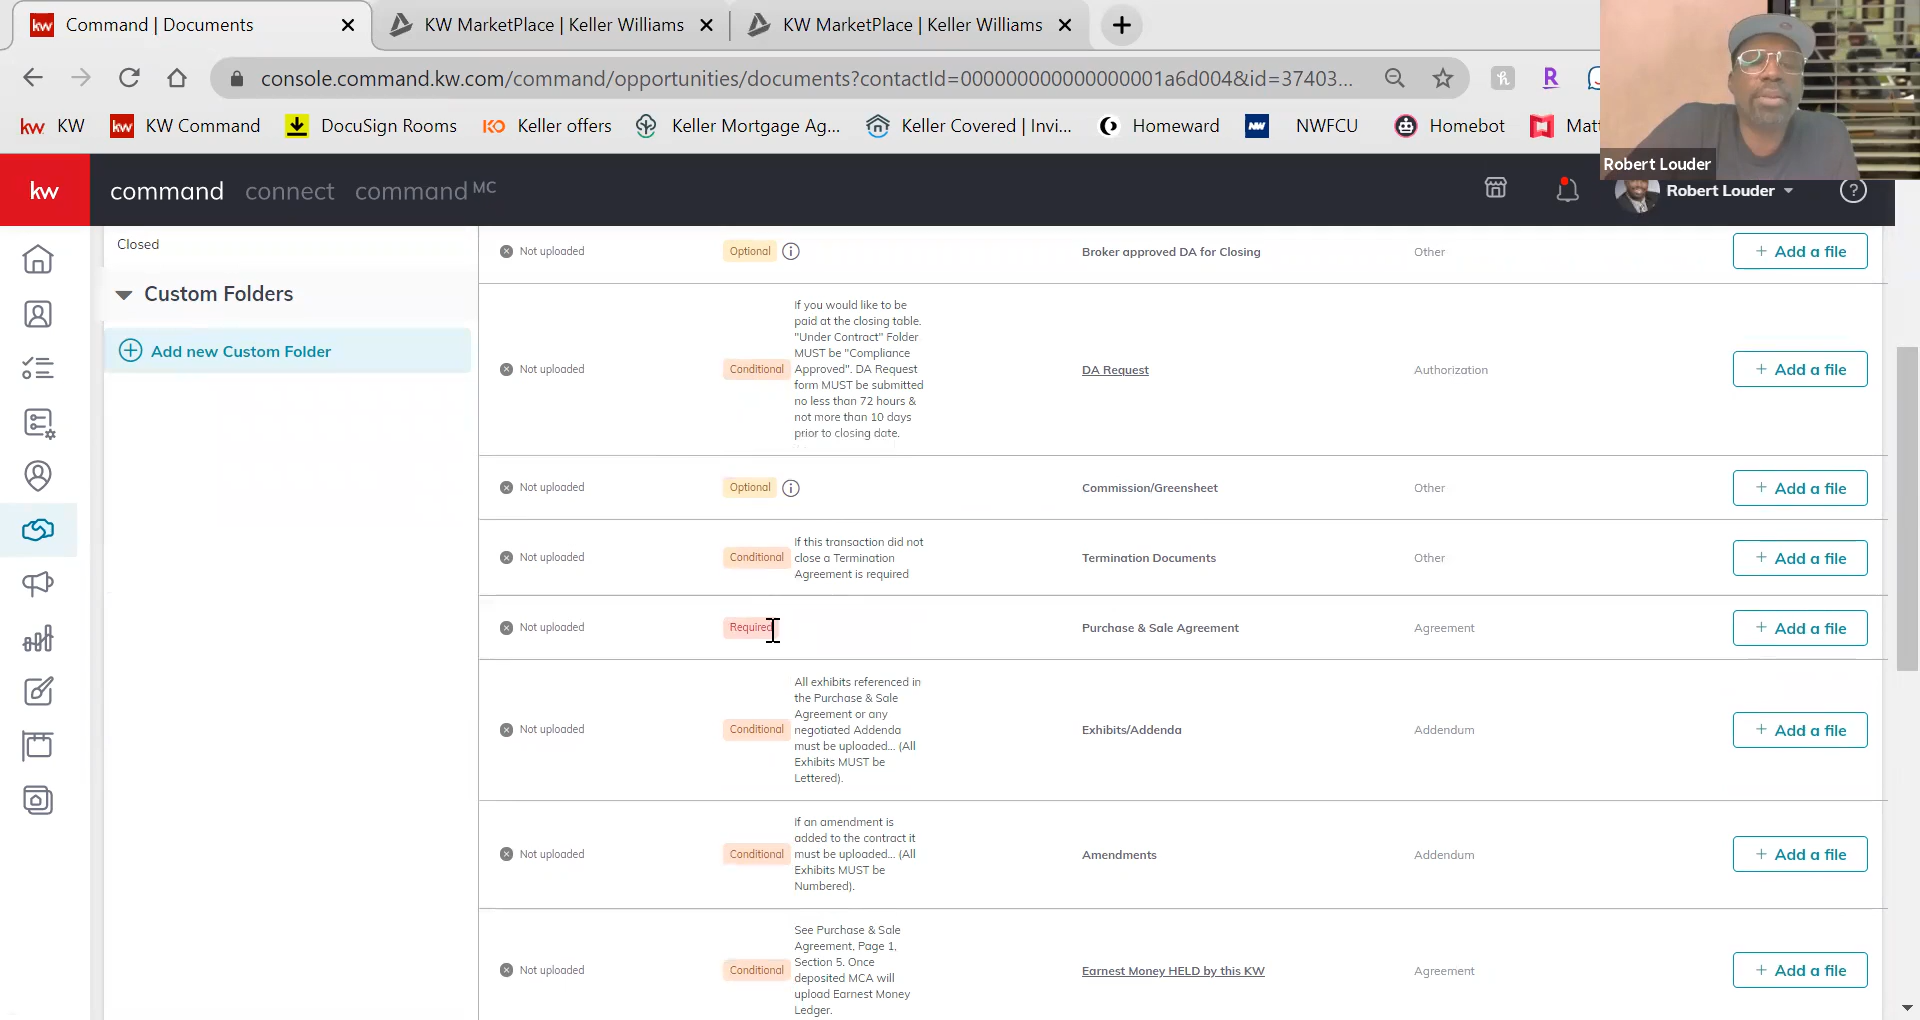 kw Command | Documents
KW MarketPlace | Keller Williams
KW MarketPlace | Keller Williams
console.command.kw.com/command/opportunities/documents?contactId=000000000000000001a6d004&id=37403...
h
R
kw KW
kw KW Command
DocuSign Rooms
KO Keller offers
Keller Mortgage Ag...
Keller Covered | Invi...
Homeward
NW NWFCU
Homebot
Matt
Robert Louder
kw command connect command MC
Robert Louder
?
Closed
Custom Folders
Add new Custom Folder
Not uploaded Optional Broker approved DA for Closing Other + Add a file
If you would like to be
paid at the closing table.
"Under Contract" Folder
MUST be "Compliance
Approved". DA Request
form MUST be submitted
no less than 72 hours &
not more than 10 days
prior to closing date.
Not uploaded Conditional DA Request Authorization + Add a file
Not uploaded Optional Commission/Greensheet Other + Add a file
If this transaction did not
close a Termination
Agreement is required
Not uploaded Conditional Termination Documents Other + Add a file
Not uploaded Required Purchase & Sale Agreement Agreement + Add a file
All exhibits referenced in
the Purchase & Sale
Agreement or any
negotiated Addenda
must be uploaded... (All
Exhibits MUST be
Lettered).
Not uploaded Conditional Exhibits/Addenda Addendum + Add a file
If an amendment is
added to the contract it
must be uploaded... (All
Exhibits MUST be
Numbered).
Not uploaded Conditional Amendments Addendum + Add a file
See Purchase & Sale
Agreement, Page 1,
Section 5. Once
deposited MCA will
upload Earnest Money
Ledger.
Not uploaded Conditional Earnest Money HELD by this KW Agreement + Add a file